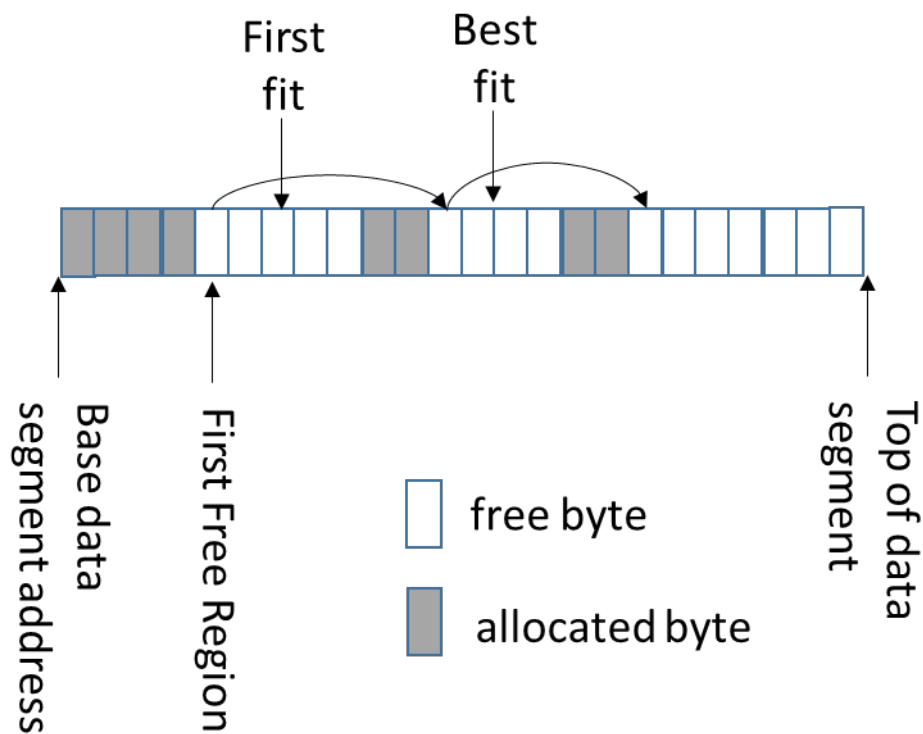 First
fit
Best
fit
Base data
segment address
First Free Region
Top of data
segment
free byte
allocated byte